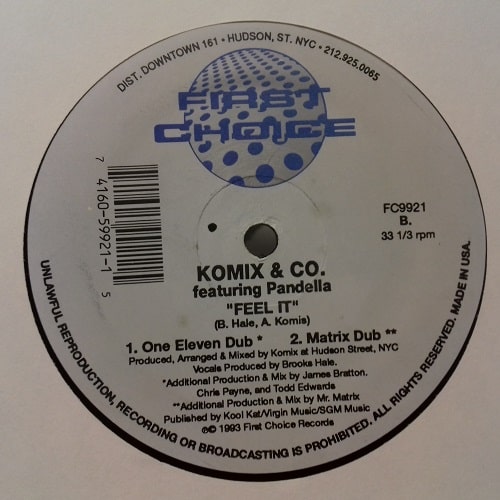 DIST. DOWNTOWN 161 • HUDSON, ST. NYC • 212.925.0065
FIRST
CHOICE
7 4160-59921-1 5
FC9921
B.
33 1/3 rpm
KOMIX & CO.
featuring Pandella
"FEEL IT"
(B. Hale, A. Komis)
1. One Eleven Dub * 2. Matrix Dub **
Produced, Arranged & Mixed by Komix at Hudson Street, NYC
Vocals Produced by Brooks Hale.
*Additional Production & Mix by James Bratton.
Chris Payne, and Todd Edwards
**Additional Production & Mix by Mr. Matrix
Published by Kool Kat/Virgin Music/SGM Music
℗© 1993 First Choice Records
UNLAWFUL REPRODUCTION, RECORDING OR BROADCASTING IS PROHIBITED. ALL RIGHTS RESERVED. MADE IN USA.